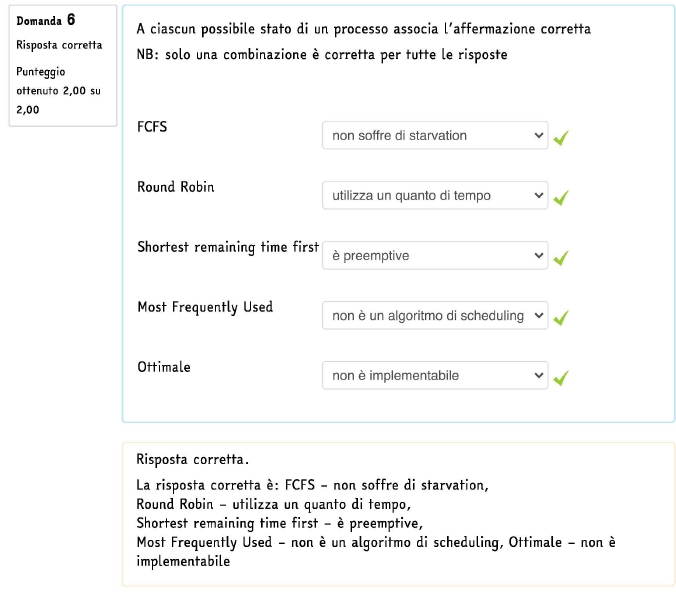 Domanda 6
Risposta corretta
Punteggio
ottenuto 2,00 su
2,00
A ciascun possibile stato di un processo associa l'affermazione corretta
NB: solo una combinazione è corretta per tutte le risposte
FCFS
non soffre di starvation
Round Robin
utilizza un quanto di tempo
Shortest remaining time first
è preemptive
Most Frequently Used
non è un algoritmo di scheduling
Ottimale
non è implementabile
Risposta corretta.
La risposta corretta è: FCFS – non soffre di starvation,
Round Robin – utilizza un quanto di tempo,
Shortest remaining time first – è preemptive,
Most Frequently Used – non è un algoritmo di scheduling, Ottimale – non è
implementabile